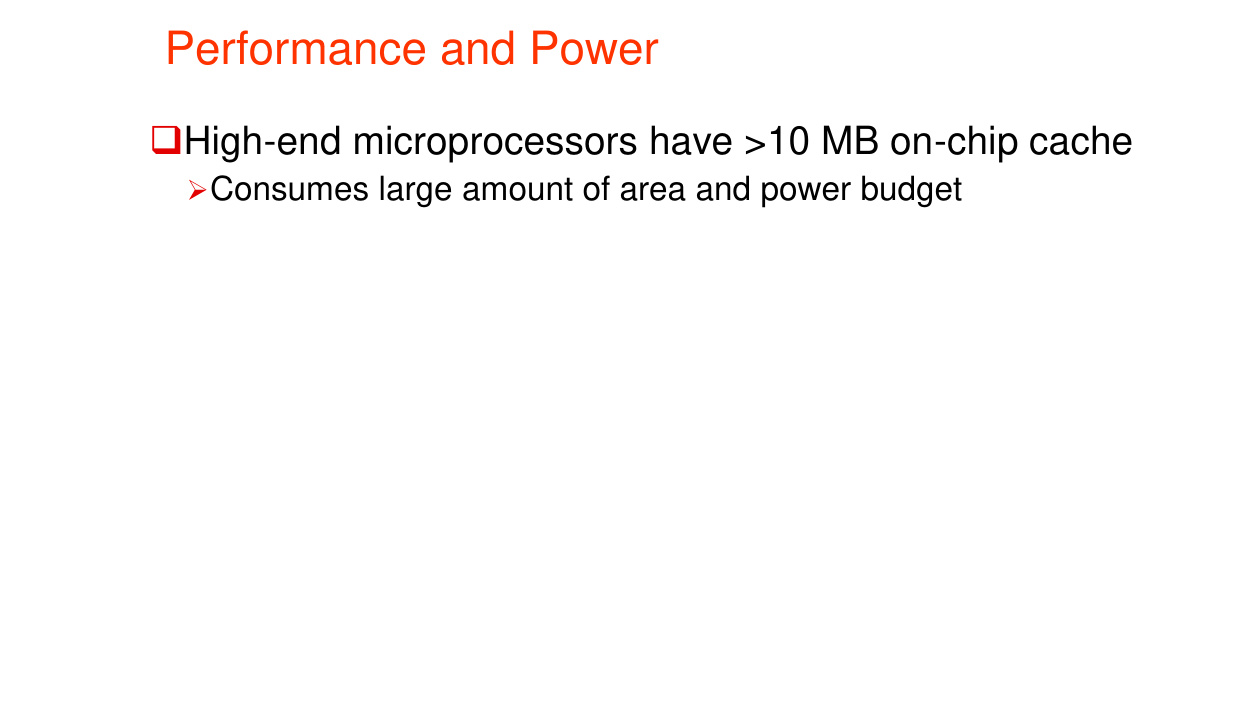 Performance and Power
❑High-end microprocessors have >10 MB on-chip cache
➢Consumes large amount of area and power budget